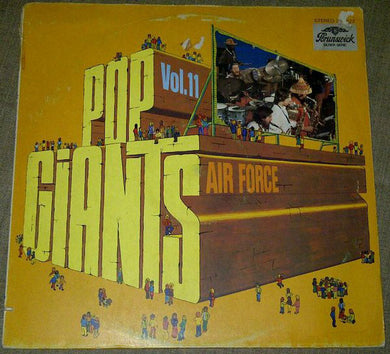 STEREO
Brunswick
POP
Vol.11
GiANTS
AIR FORCE